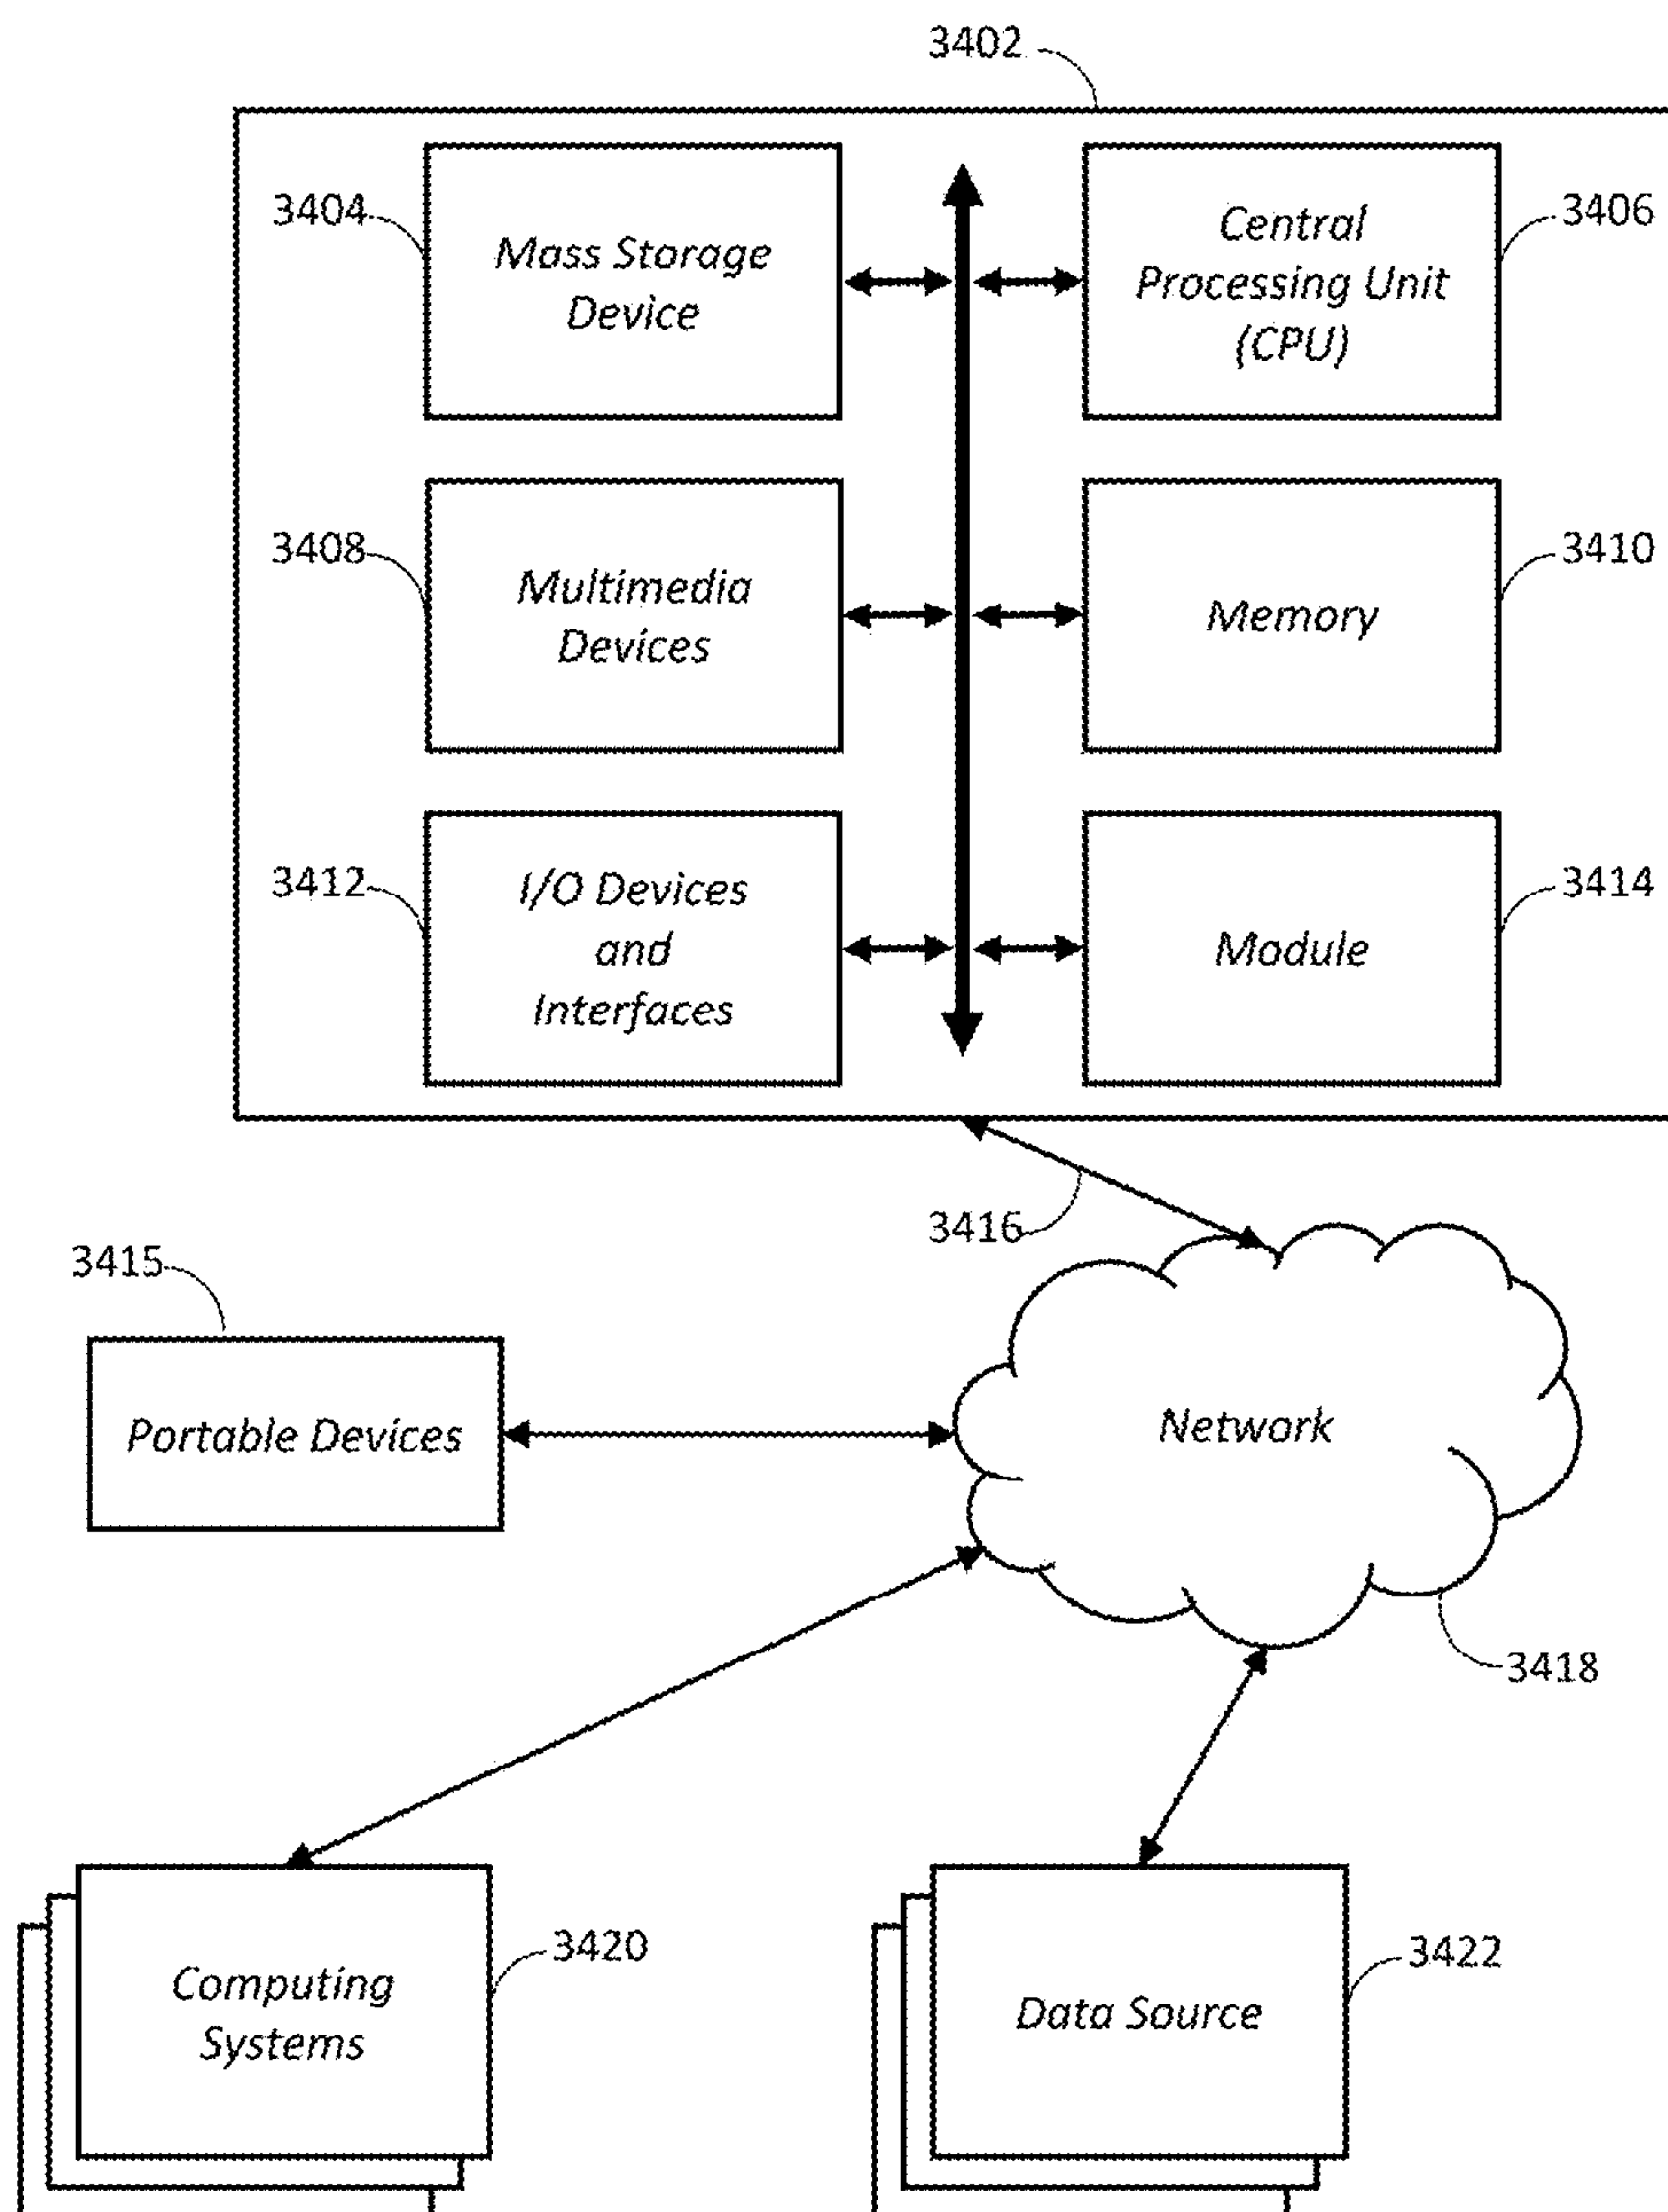 3402
3404
Mass Storage
Device
Central
Processing Unit
(CPU)
3406
3408
Multimedia
Devices
Memory
3410
3412
I/O Devices
and
Interfaces
Module
3414
3416
3415
Portable Devices
Network
3418
Computing
Systems
3420
Data Source
3422